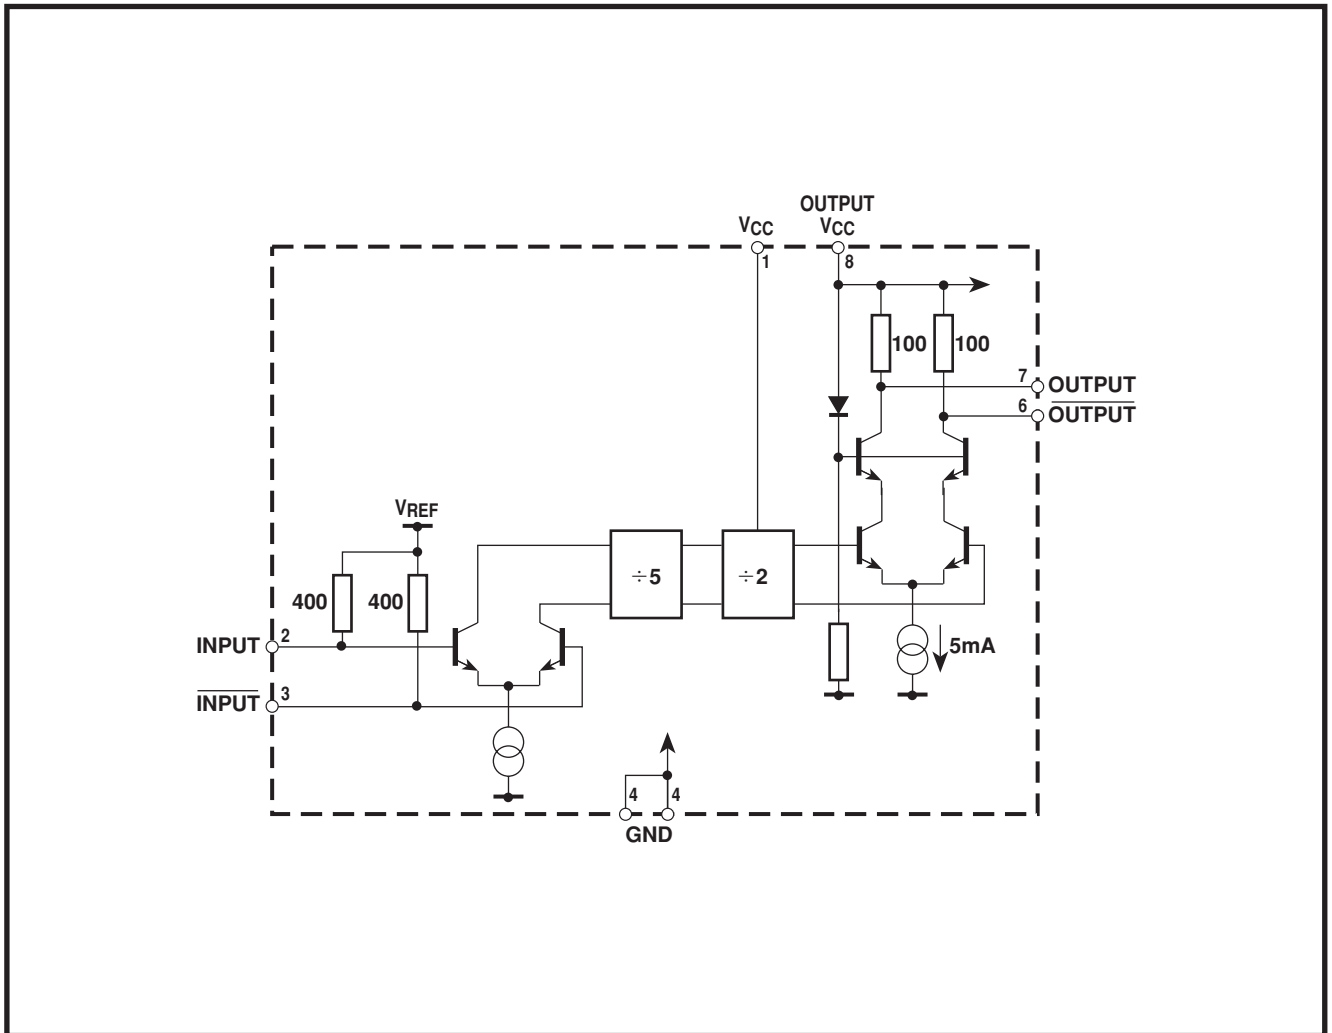 OUTPUT
VCC
VCC
1
8
100
100
7
OUTPUT
6
OUTPUT
VREF
÷5
÷2
400
400
INPUT
2
5mA
INPUT
3
4
4
GND